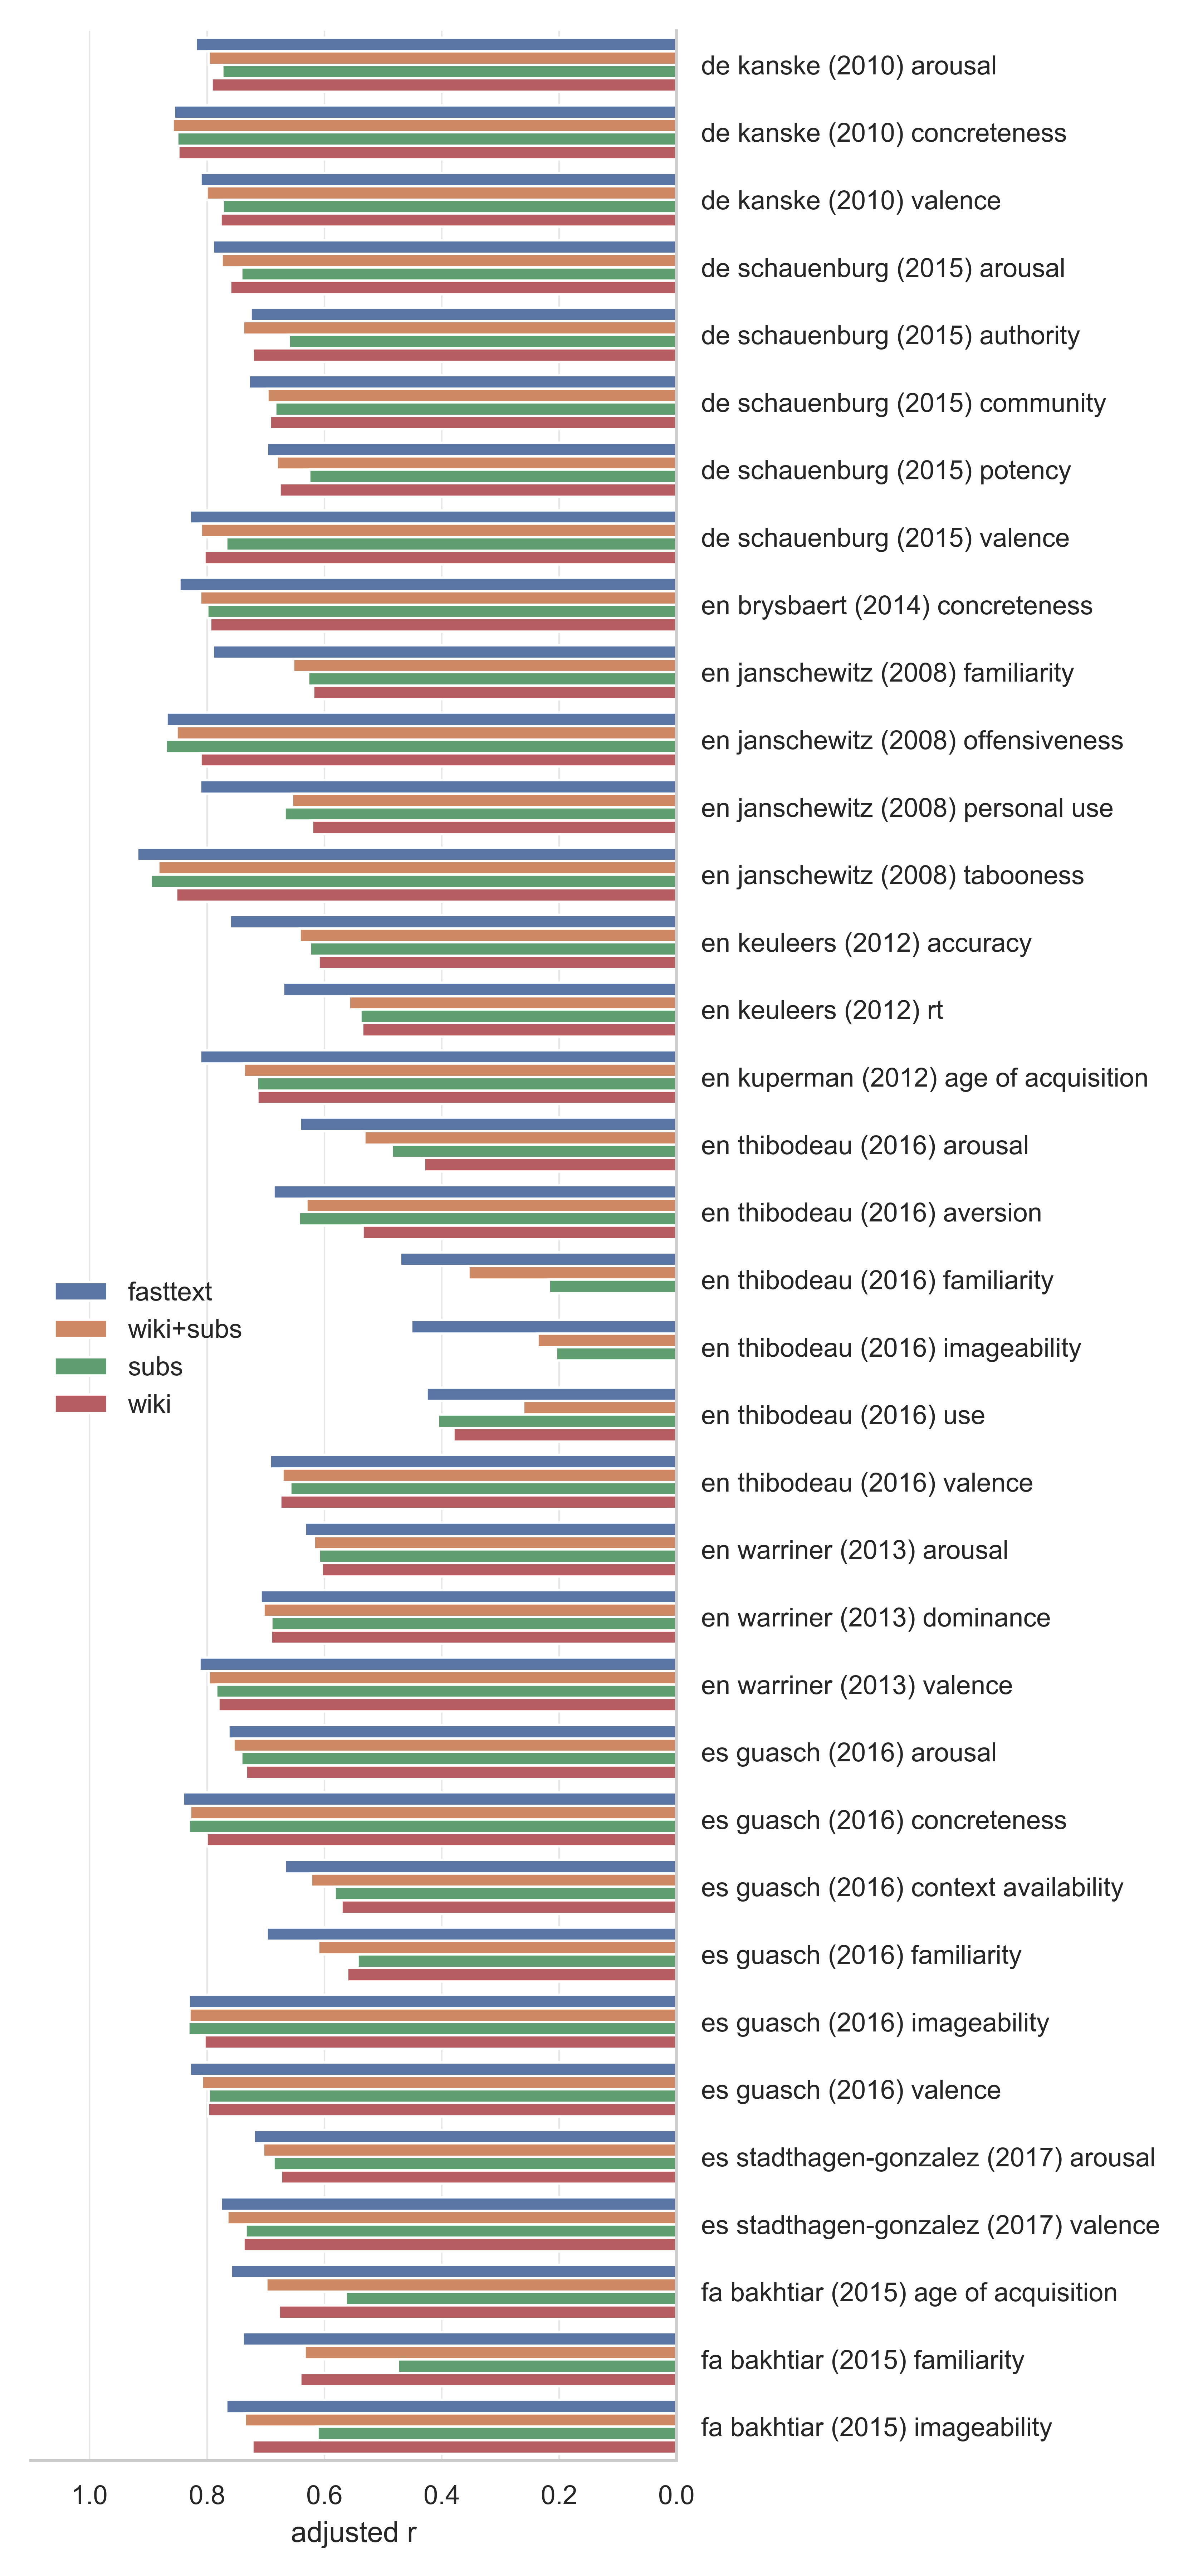 de kanske (2010) arousal
de kanske (2010) concreteness
de kanske (2010) valence
de schauenburg (2015) arousal
de schauenburg (2015) authority
de schauenburg (2015) community
de schauenburg (2015) potency
de schauenburg (2015) valence
en brysbaert (2014) concreteness
en janschewitz (2008) familiarity
en janschewitz (2008) offensiveness
en janschewitz (2008) personal use
en janschewitz (2008) tabooness
en keuleers (2012) accuracy
en keuleers (2012) rt
en kuperman (2012) age of acquisition
en thibodeau (2016) arousal
en thibodeau (2016) aversion
en thibodeau (2016) familiarity
en thibodeau (2016) imageability
en thibodeau (2016) use
en thibodeau (2016) valence
en warriner (2013) arousal
en warriner (2013) dominance
en warriner (2013) valence
es guasch (2016) arousal
es guasch (2016) concreteness
es guasch (2016) context availability
es guasch (2016) familiarity
es guasch (2016) imageability
es guasch (2016) valence
es stadthagen-gonzalez (2017) arousal
es stadthagen-gonzalez (2017) valence
fa bakhtiar (2015) age of acquisition
fa bakhtiar (2015) familiarity
fa bakhtiar (2015) imageability
fasttext
wiki+subs
subs
wiki
1.0 0.8 0.6 0.4 0.2 0.0
adjusted r